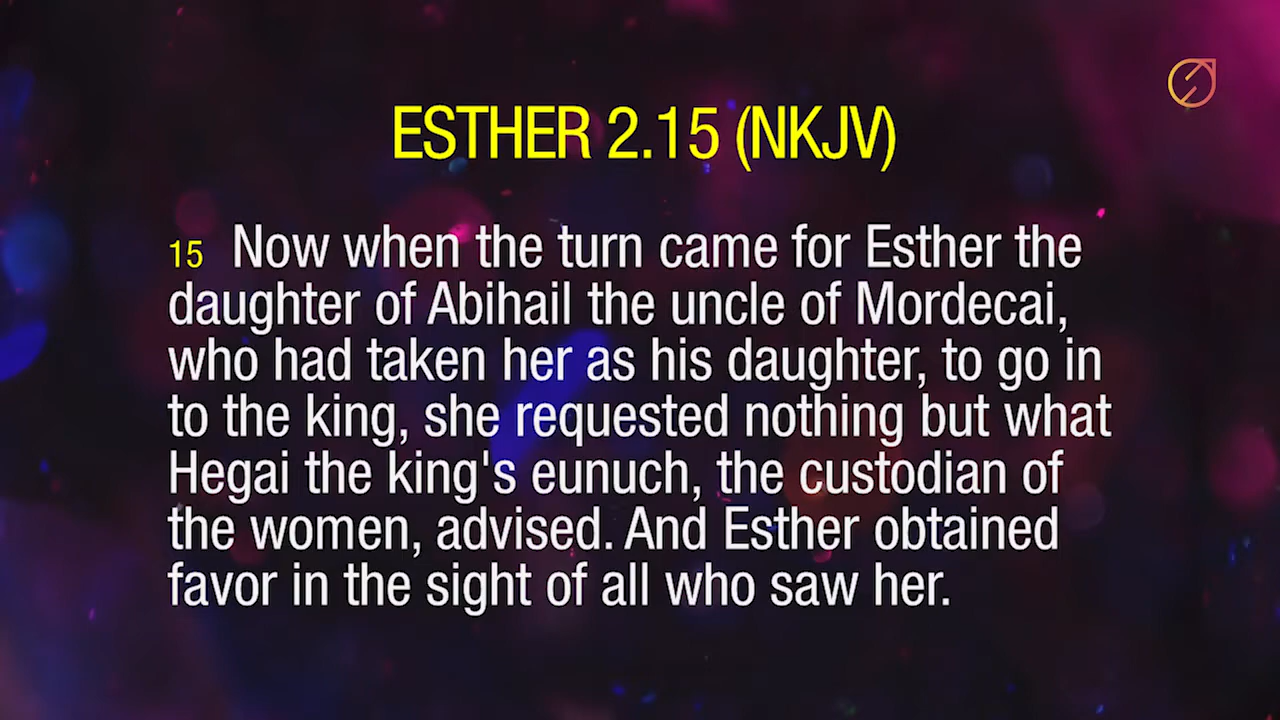 ESTHER 2.15 (NKJV)
15 Now when the turn came for Esther the
daughter of Abihail the uncle of Mordecai,
who had taken her as his daughter, to go in
to the king, she requested nothing but what
Hegai the king's eunuch, the custodian of
the women, advised. And Esther obtained
favor in the sight of all who saw her.